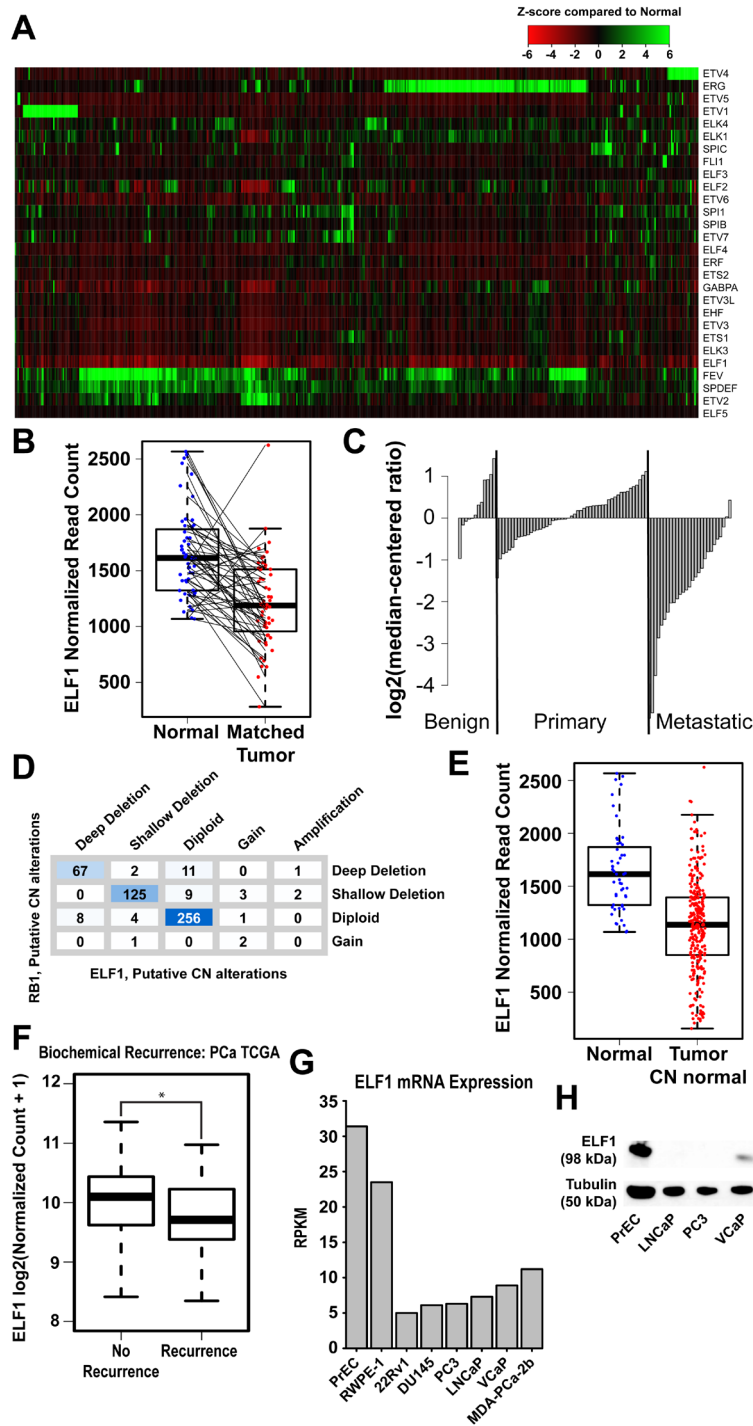 A
Z-score compared to Normal
-6 -4 -2 0 2 4 6
ETV4
ERG
ETV5
ETV1
ELK4
ELK1
SPIC
FLI1
ELF3
ELF2
ETV6
SPI1
SPIB
ETV7
ELF4
ERF
ETS2
GABPA
ETV3L
EHF
ETV3
ETS1
ELK3
ELF1
FEV
SPDEF
ETV2
ELF5
B
ELF1 Normalized Read Count
2500
2000
1500
1000
500
Normal Matched
Tumor
C
log2(median-centered ratio)
1
0
-1
-2
-3
-4
Benign Primary Metastatic
D
Deep Deletion
Shallow Deletion
Diploid
Gain
Amplification
RB1, Putative CN alterations
67 2 11 0 1 Deep Deletion
0 125 9 3 2 Shallow Deletion
8 4 256 1 0 Diploid
0 1 0 2 0 Gain
ELF1, Putative CN alterations
E
ELF1 Normalized Read Count
2500
2000
1500
1000
500
Normal Tumor
CN normal
F
Biochemical Recurrence: PCa TCGA
ELF1 log2(Normalized Count + 1)
12
11
10
9
8
*
No Recurrence
Recurrence
G
ELF1 mRNA Expression
RPKM
35
30
25
20
15
10
5
0
PrEC
RWPE-1
22Rv1
DU145
PC3
LNCaP
VCaP
MDA-PCa-2b
H
ELF1
(98 kDa)
Tubulin
(50 kDa)
PrEC
LNCaP
PC3
VCaP